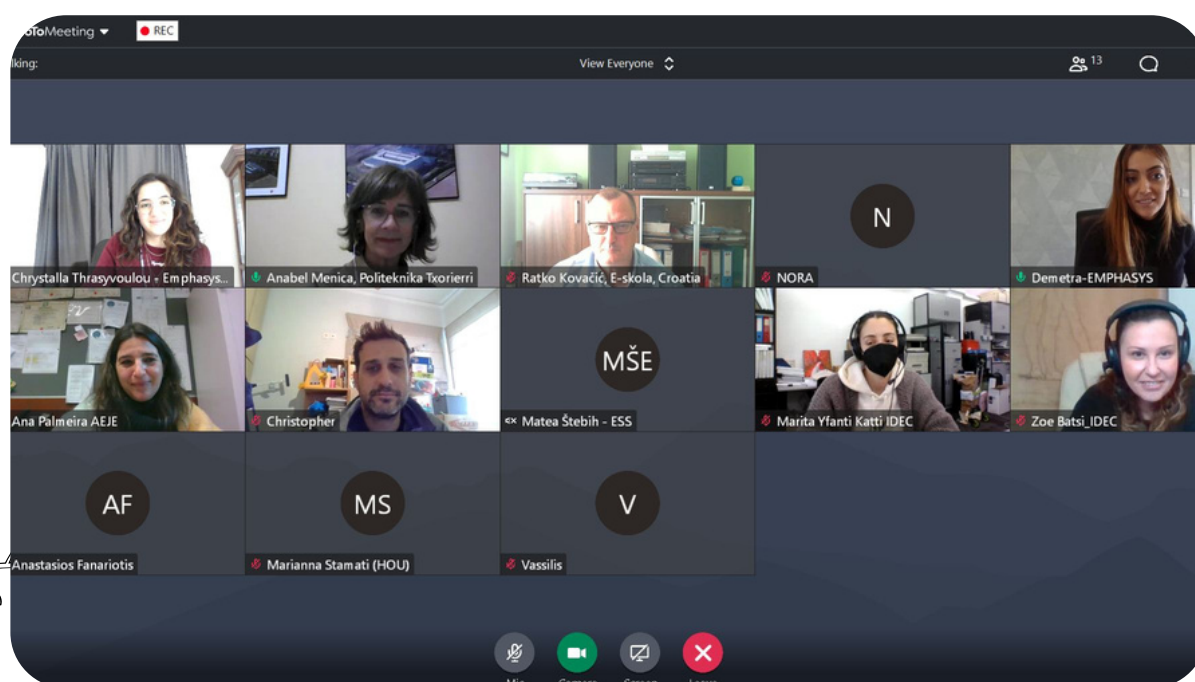 oToMeeting
REC
lking:
View Everyone
13
Chrystalla Thrasyvoulou - Emphasys...
Anabel Menica, Politeknika Txorierri
Ratko Kovačić, E-skola, Croatia
N
NORA
Demetra-EMPHASYS
Ana Palmeira AEJE
Christopher
MŠE
Matea Štebih - ESS
Marita Yfanti Katti IDEC
Zoe Batsi_IDEC
AF
Anastasios Fanariotis
MS
Marianna Stamati (HOU)
V
Vassilis